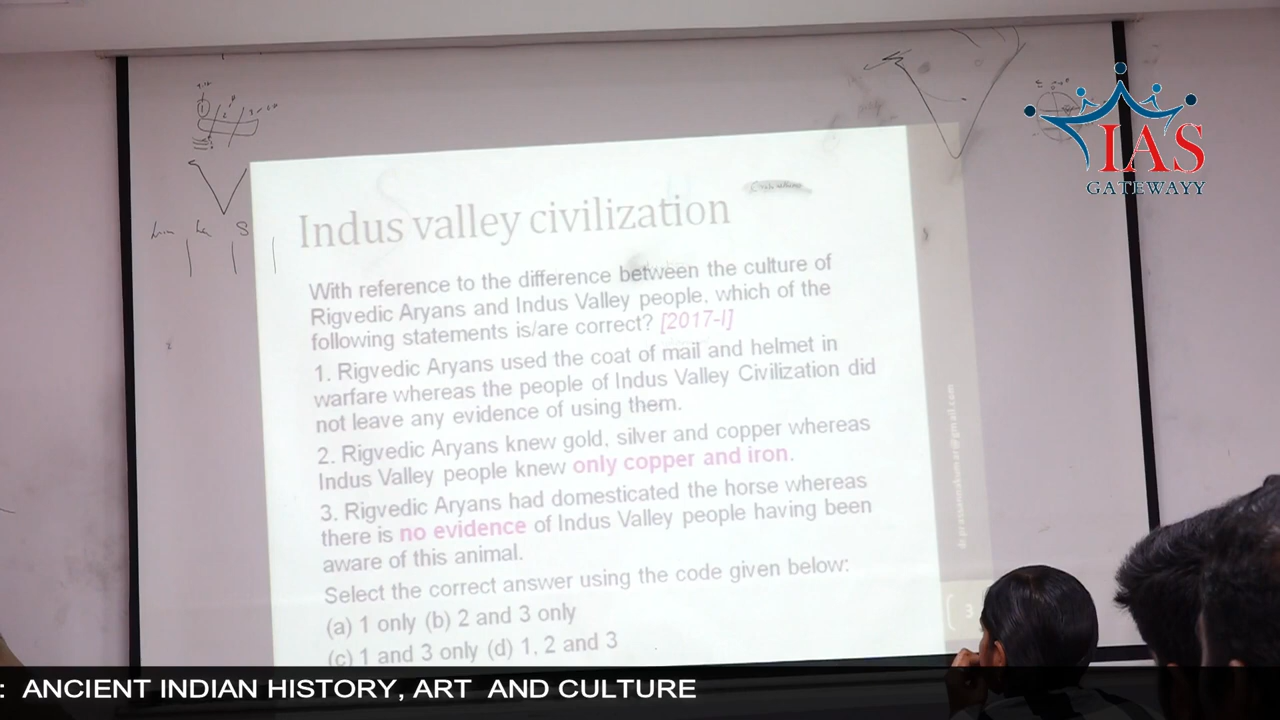 IAS
GATEWAYY
Indus valley civilization
With reference to the difference between the culture of
Rigvedic Aryans and Indus Valley people, which of the
following statements is/are correct? [2017-I]
1. Rigvedic Aryans used the coat of mail and helmet in
warfare whereas the people of Indus Valley Civilization did
not leave any evidence of using them.
2. Rigvedic Aryans knew gold, silver and copper whereas
Indus Valley people knew only copper and iron.
3. Rigvedic Aryans had domesticated the horse whereas
there is no evidence of Indus Valley people having been
aware of this animal.
Select the correct answer using the code given below:
(a) 1 only (b) 2 and 3 only
(c) 1 and 3 only (d) 1, 2 and 3
3
: ANCIENT INDIAN HISTORY, ART AND CULTURE